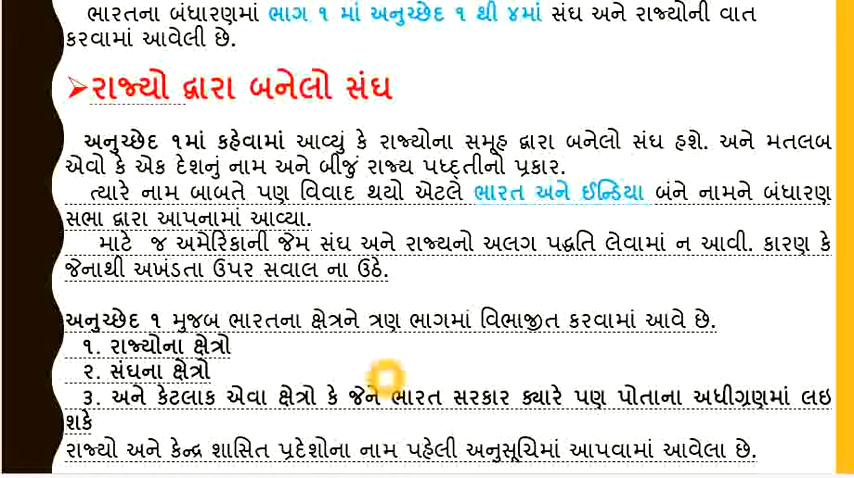 ભારતના બંધારણમાં ભાગ ૧ માં અનુચ્છેદ ૧ થી ૪માં સંઘ અને રાજ્યોની વાત
કરવામાં આવેલી છે.
➢રાજ્યો દ્વારા બનેલો સંઘ
અનુચ્છેદ ૧માં કહેવામાં આવ્યું કે રાજ્યોના સમૂહ દ્વારા બનેલો સંઘ હશે. અને મતલબ
એવો કે એક દેશનું નામ અને બીજું રાજ્ય પધ્દ્તીનો પ્રકાર.
ત્યારે નામ બાબતે પણ વિવાદ થયો એટલે ભારત અને ઈન્ડિયા બંને નામને બંધારણ
સભા દ્વારા આપનામાં આવ્યા.
માટે જ અમેરિકાની જેમ સંઘ અને રાજ્યનો અલગ પદ્ધતિ લેવામાં ન આવી. કારણ કે
જેનાથી અખંડતા ઉપર સવાલ ના ઉઠે.
અનુચ્છેદ ૧ મુજબ ભારતના ક્ષેત્રને ત્રણ ભાગમાં વિભાજીત કરવામાં આવે છે.
૧. રાજ્યોના ક્ષેત્રો
૨. સંઘના ક્ષેત્રો
૩. અને કેટલાક એવા ક્ષેત્રો કે જેને ભારત સરકાર ક્યારે પણ પોતાના અધીગ્રણમાં લઇ
શકે
રાજ્યો અને કેન્દ્ર શાસિત પ્રદેશોના નામ પહેલી અનુસૂચિમાં આપવામાં આવેલા છે.